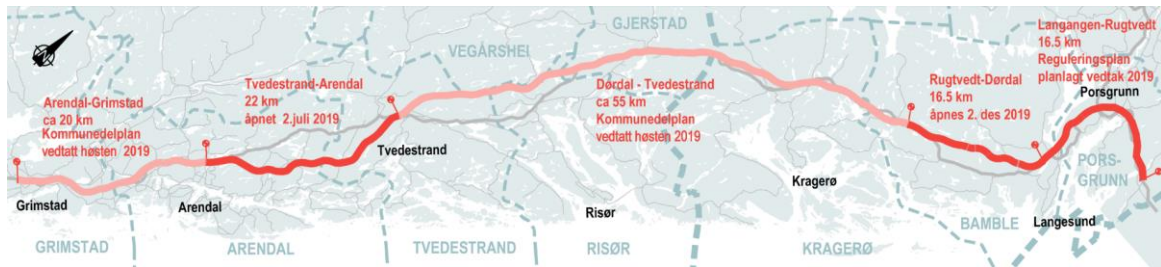 Arendal-Grimstad
ca 20 km
Kommunedelplan
vedtatt høsten 2019
Tvedestrand-Arendal
22 km
åpnet 2.juli 2019
Dørdal - Tvedestrand
ca 55 km
Kommunedelplan
vedtatt høsten 2019
Rugtvedt-Dørdal
16.5 km
åpnes 2. des 2019
Langangen-Rugtvedt
16.5 km
Reguleringsplan
planlagt vedtak 2019
Porsgrunn
VEGÅRSHEI
GJERSTAD
Grimstad
Arendal
Tvedestrand
Risør
Kragerø
Langesund
PORS-
GRUNN
BAMBLE
GRIMSTAD
ARENDAL
TVEDESTRAND
RISØR
KRAGERØ